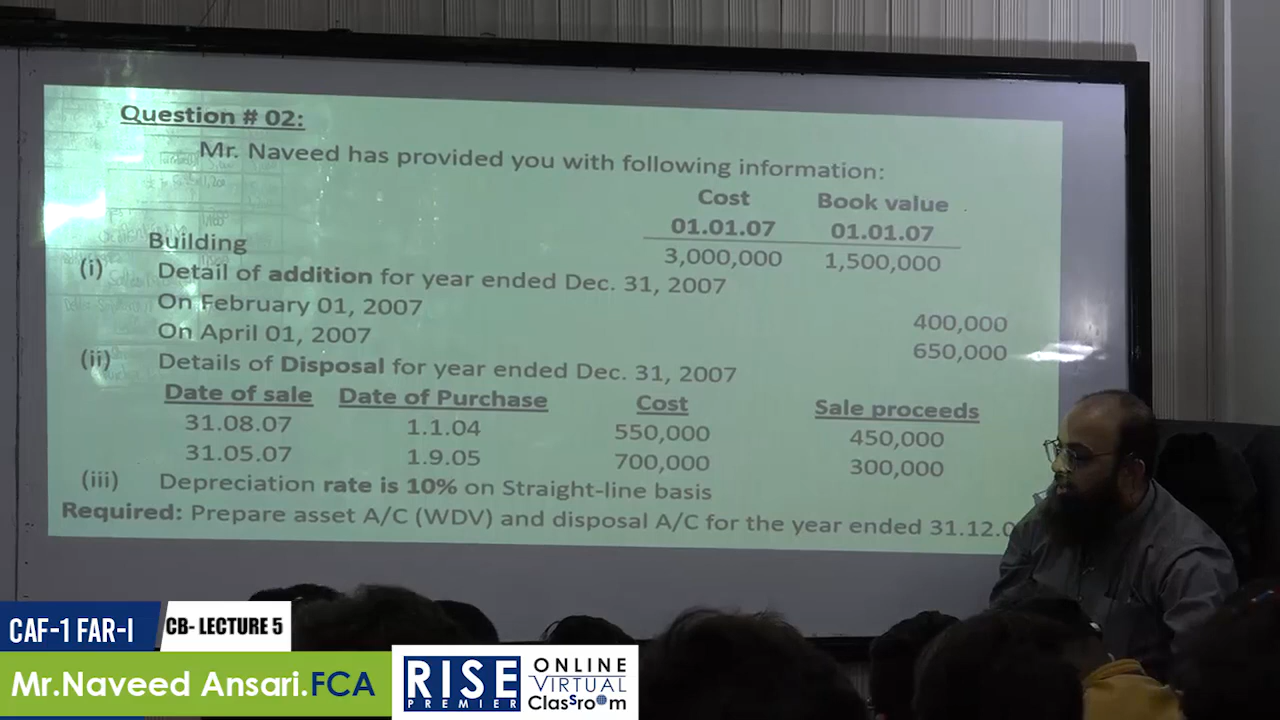 Question # 02:
Mr. Naveed has provided you with following information:
Cost Book value
01.01.07 01.01.07
Building 3,000,000 1,500,000
(i) Detail of addition for year ended Dec. 31, 2007
On February 01, 2007 400,000
On April 01, 2007 650,000
(ii) Details of Disposal for year ended Dec. 31, 2007
Date of sale Date of Purchase Cost Sale proceeds
31.08.07 1.1.04 550,000 450,000
31.05.07 1.9.05 700,000 300,000
(iii) Depreciation rate is 10% on Straight-line basis
Required: Prepare asset A/C (WDV) and disposal A/C for the year ended 31.12.0
CAF-1 FAR-I CB- LECTURE 5
Mr.Naveed Ansari.FCA
RISE
PREMIER
ONLINE
VIRTUAL
Classroom